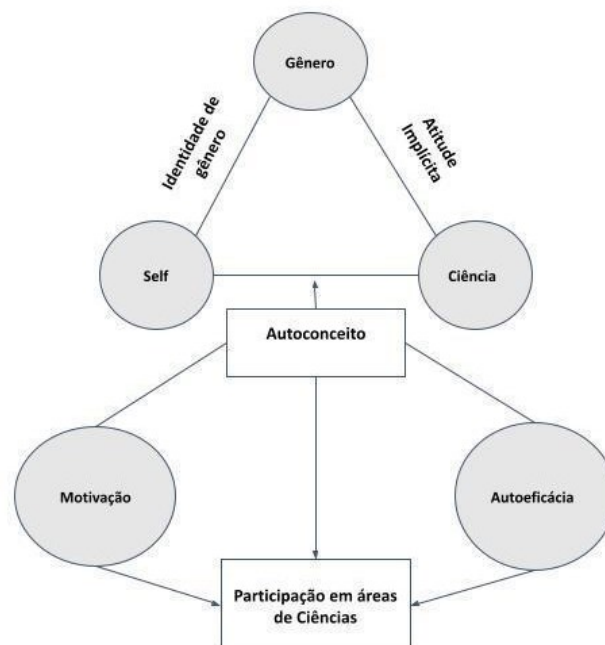 Gênero
Identidade de
gênero
Atitude
Implícita
Self
Ciência
Autoconceito
Motivação
Autoeficácia
Participação em áreas
de Ciências